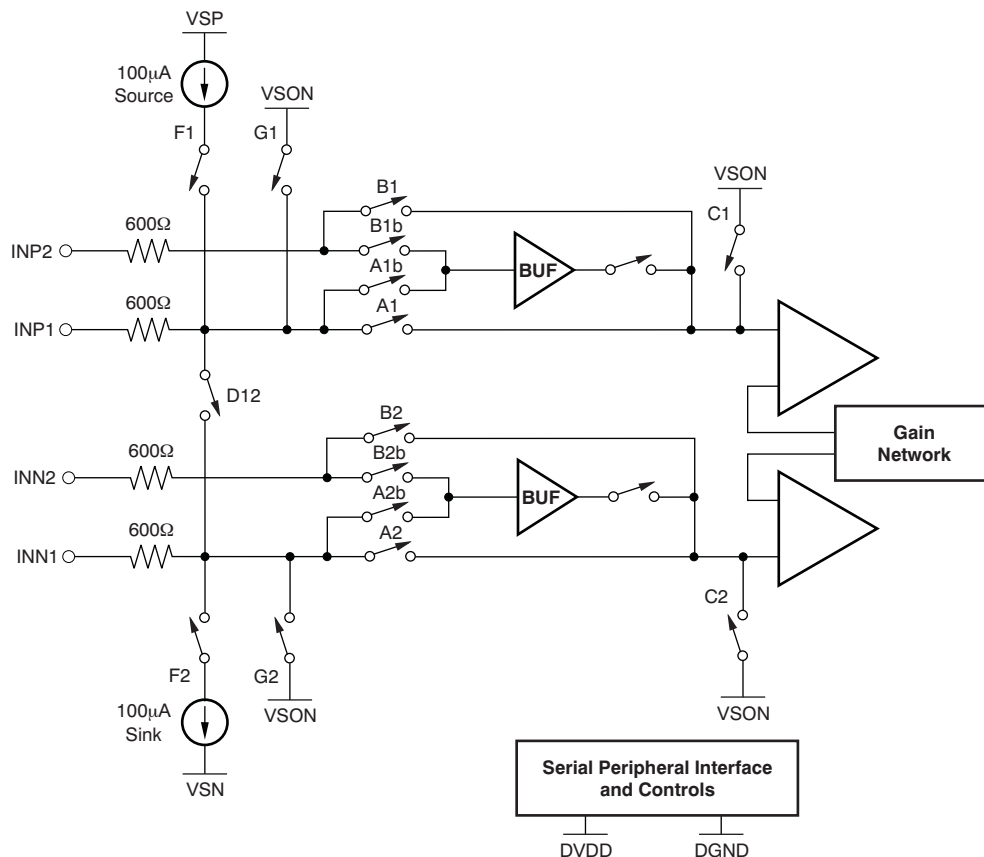 VSP
100μA
Source
VSON
F1
G1
VSON
B1
C1
600Ω
B1b
INP2
BUF
A1b
600Ω
A1
INP1
D12
B2
Gain
Network
600Ω
B2b
INN2
BUF
A2b
600Ω
A2
INN1
C2
F2
G2
100μA
Sink
VSON
VSON
VSN
Serial Peripheral Interface
and Controls
DVDD
DGND